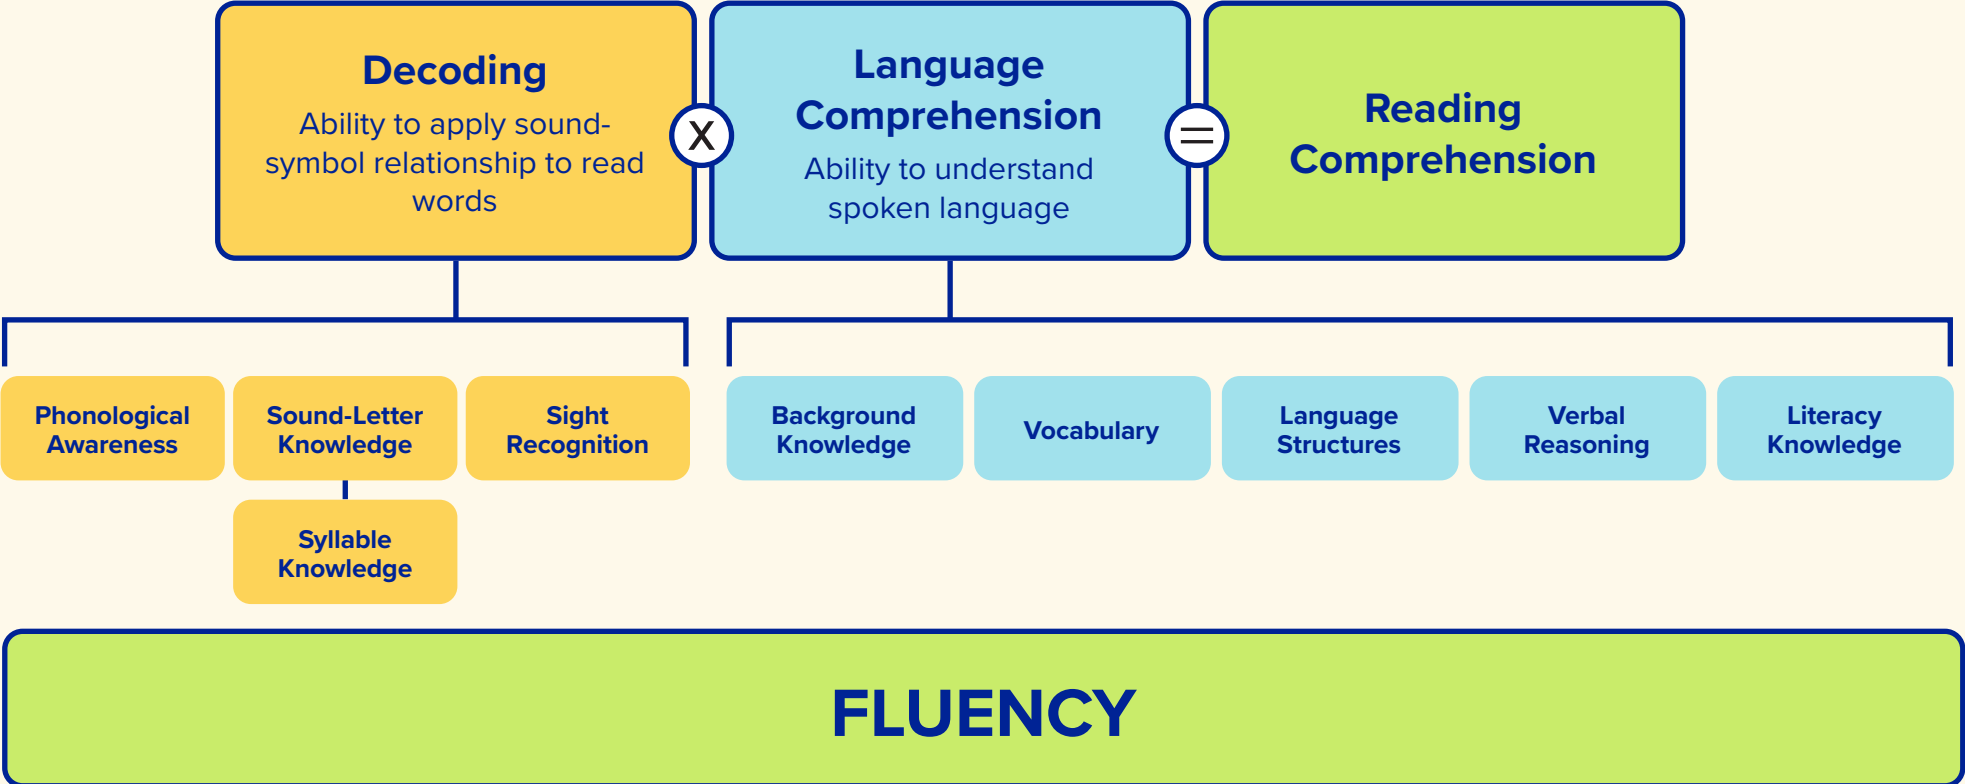 Decoding
Ability to apply sound-
symbol relationship to read
words
X
Language
Comprehension
Ability to understand
spoken language
=
Reading
Comprehension
Phonological
Awareness
Sound-Letter
Knowledge
Sight
Recognition
Syllable
Knowledge
Background
Knowledge
Vocabulary
Language
Structures
Verbal
Reasoning
Literacy
Knowledge
FLUENCY